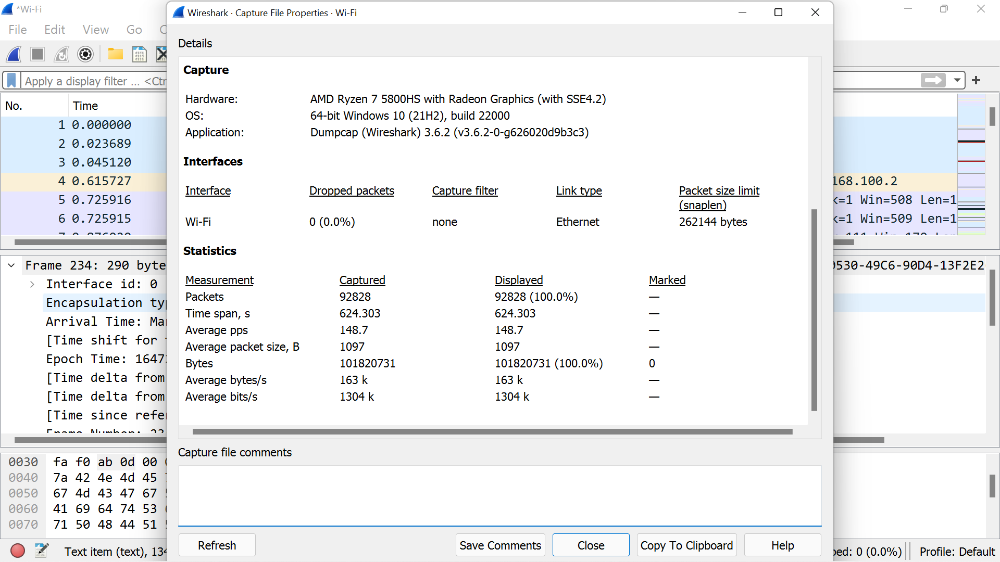 *Wi-Fi
Wireshark · Capture File Properties · Wi-Fi
File Edit View Go
Details
Capture
Apply a display filter ... <Ctr
Hardware: AMD Ryzen 7 5800HS with Radeon Graphics (with SSE4.2)
OS: 64-bit Windows 10 (21H2), build 22000
Application: Dumpcap (Wireshark) 3.6.2 (v3.6.2-0-g626020d9b3c3)
Interfaces
Interface Dropped packets Capture filter Link type Packet size limit
(snaplen)
Wi-Fi 0 (0.0%) none Ethernet 262144 bytes
Statistics
Measurement Captured Displayed Marked
Packets 92828 92828 (100.0%) —
Time span, s 624.303 624.303 —
Average pps 148.7 148.7 —
Average packet size, B 1097 1097 —
Bytes 101820731 101820731 (100.0%) 0
Average bytes/s 163 k 163 k —
Average bits/s 1304 k 1304 k —
Capture file comments
Refresh Save Comments Close Copy To Clipboard Help
No. Time
1 0.000000
2 0.023689
3 0.045120
4 0.615727
5 0.725916
6 0.725915
168.100.2
k=1 Win=508 Len=1
k=1 Win=509 Len=1
Frame 234: 290 byte
530-49C6-90D4-13F2E2
Interface id: 0
Encapsulation typ
Arrival Time: Ma
[Time shift for
Epoch Time: 1647
[Time delta from
[Time delta from
[Time since refe
0030 fa f0 ab 0d 00
0040 7a 42 4e 4d 45
0050 67 4d 43 47 67
0060 41 69 64 74 53
0070 71 50 48 44 51
Text item (text), 134
ped: 0 (0.0%) Profile: Default